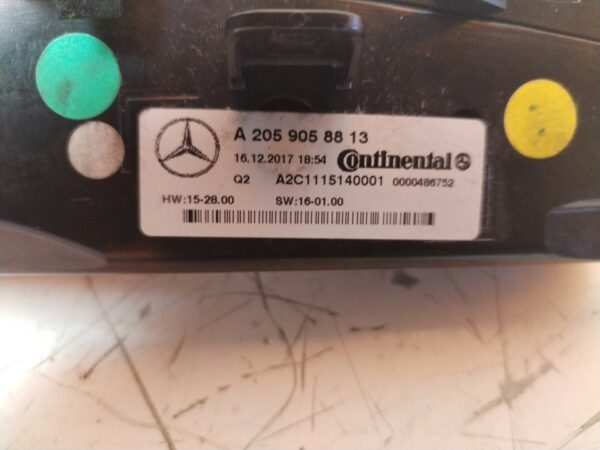 A 205 905 88 13
16.12.2017 18:54 Continental
Q2 A2C1115140001 0000486752
HW:15-28.00 SW:16-01.00